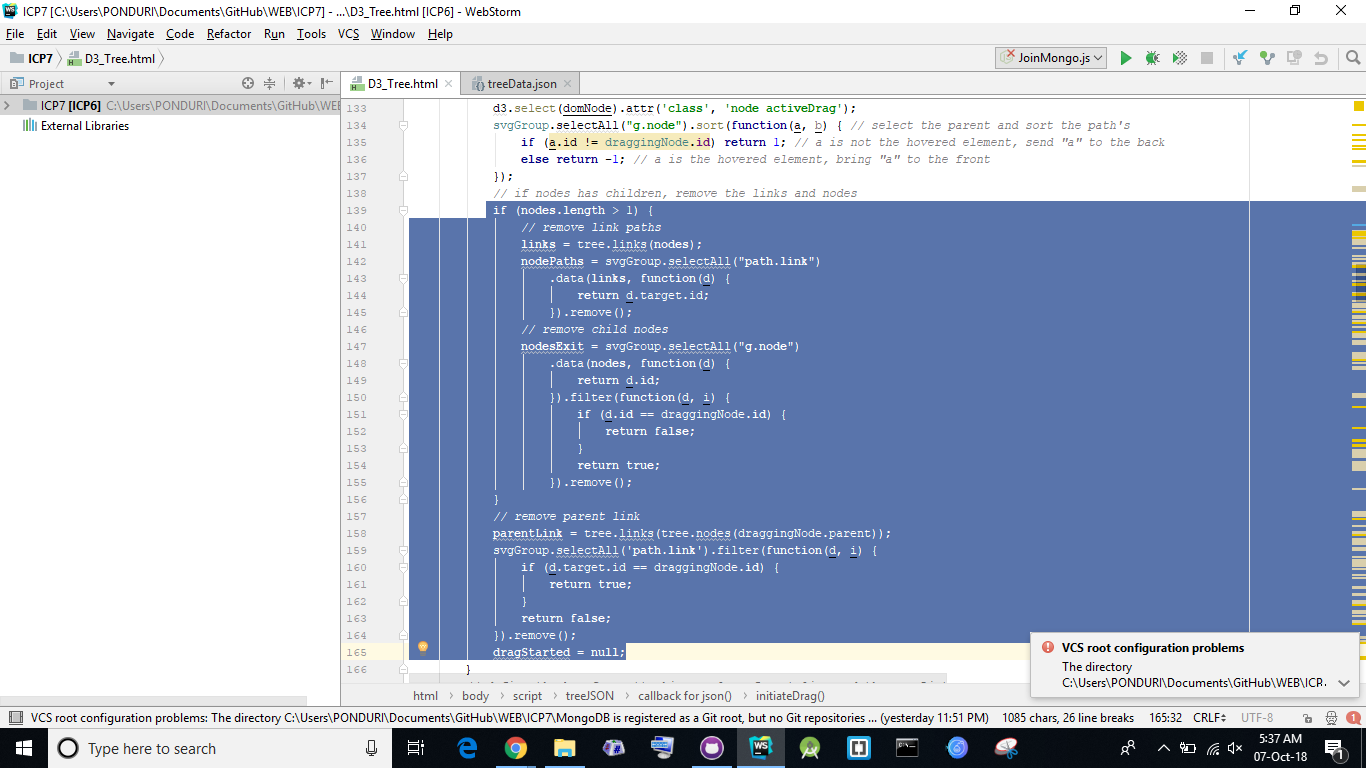 ICP7 [C:\Users\PONDURI\Documents\GitHub\WEB\ICP7] - ...\D3_Tree.html [ICP6] - WebStorm
File Edit View Navigate Code Refactor Run Tools VCS Window Help
ICP7 D3_Tree.html JoinMongo.js
Project D3_Tree.html treeData.json
ICP7 [ICP6] C:\Users\PONDURI\Documents\GitHub\WEB
External Libraries
133 d3.select(domNode).attr('class', 'node activeDrag');
134 svgGroup.selectAll("g.node").sort(function(a, b) { // select the parent and sort the path's
135 if (a.id != draggingNode.id) return 1; // a is not the hovered element, send "a" to the back
136 else return -1; // a is the hovered element, bring "a" to the front
137 });
138 // if nodes has children, remove the links and nodes
139 if (nodes.length > 1) {
140 // remove link paths
141 links = tree.links(nodes);
142 nodePaths = svgGroup.selectAll("path.link")
143 .data(links, function(d) {
144 return d.target.id;
145 }).remove();
146 // remove child nodes
147 nodesExit = svgGroup.selectAll("g.node")
148 .data(nodes, function(d) {
149 return d.id;
150 }).filter(function(d, i) {
151 if (d.id == draggingNode.id) {
152 return false;
153 }
154 return true;
155 }).remove();
156 }
157 // remove parent link
158 parentLink = tree.links(tree.nodes(draggingNode.parent));
159 svgGroup.selectAll('path.link').filter(function(d, i) {
160 if (d.target.id == draggingNode.id) {
161 return true;
162 }
163 return false;
164 }).remove();
165 dragStarted = null;
166 }
VCS root configuration problems
The directory
C:\Users\PONDURI\Documents\GitHub\WEB\ICP.
html body script treeJSON callback for json() initiateDrag()
VCS root configuration problems: The directory C:\Users\PONDURI\Documents\GitHub\WEB\ICP7\MongoDB is registered as a Git root, but no Git repositories ... (yesterday 11:51 PM) 1085 chars, 26 line breaks 165:32 CRLF UTF-8 1
Type here to search
WS
5:37 AM
07-Oct-18
1